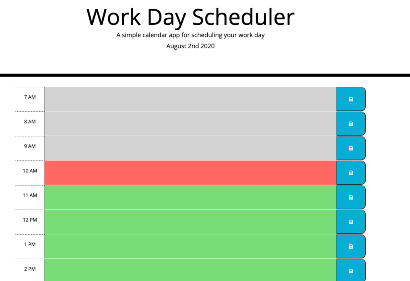 Work Day Scheduler
A simple calendar app for scheduling your work day
August 2nd 2020
7 AM
8 AM
9 AM
10 AM
11 AM
12 PM
1 PM
2 PM